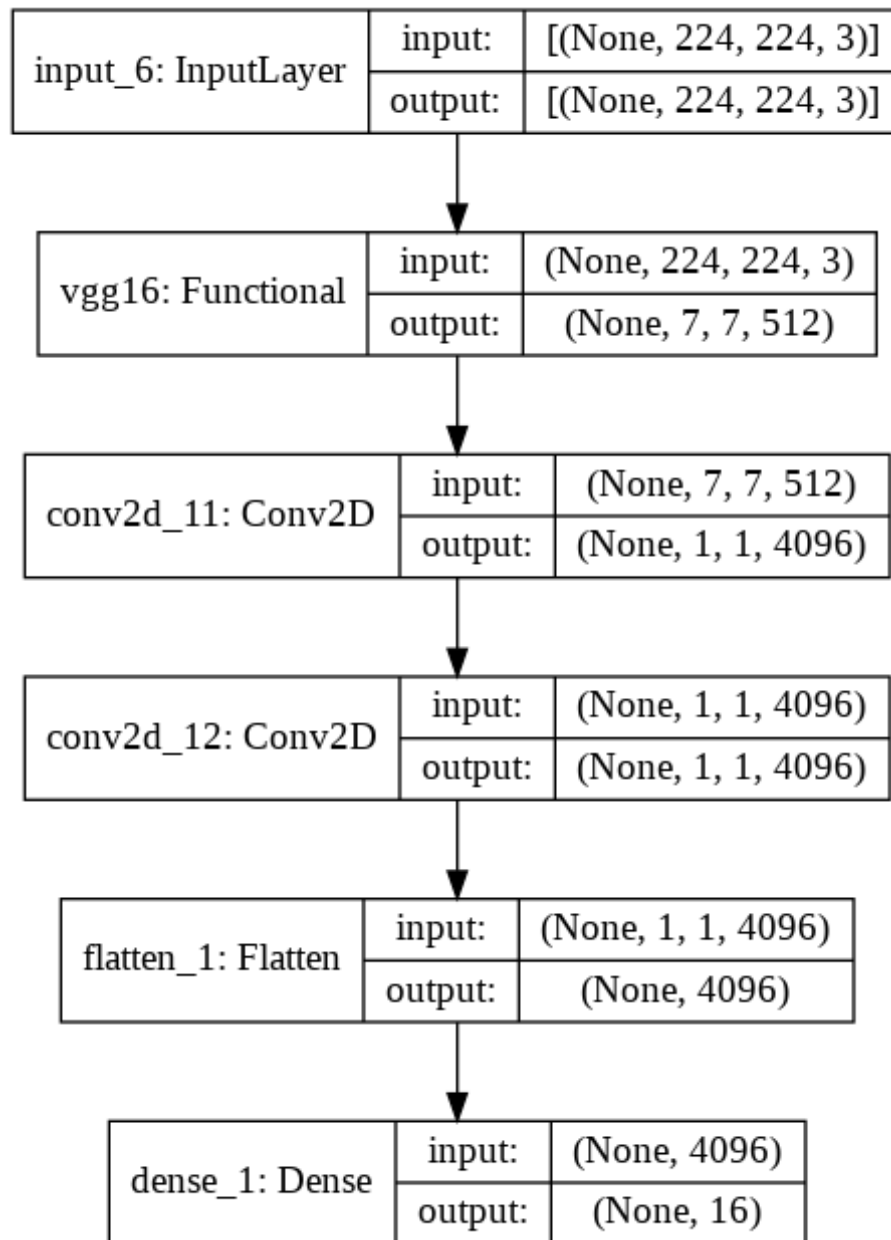 input_6: InputLayer
input: [(None, 224, 224, 3)]
output: [(None, 224, 224, 3)]
vgg16: Functional
input: (None, 224, 224, 3)
output: (None, 7, 7, 512)
conv2d_11: Conv2D
input: (None, 7, 7, 512)
output: (None, 1, 1, 4096)
conv2d_12: Conv2D
input: (None, 1, 1, 4096)
output: (None, 1, 1, 4096)
flatten_1: Flatten
input: (None, 1, 1, 4096)
output: (None, 4096)
dense_1: Dense
input: (None, 4096)
output: (None, 16)